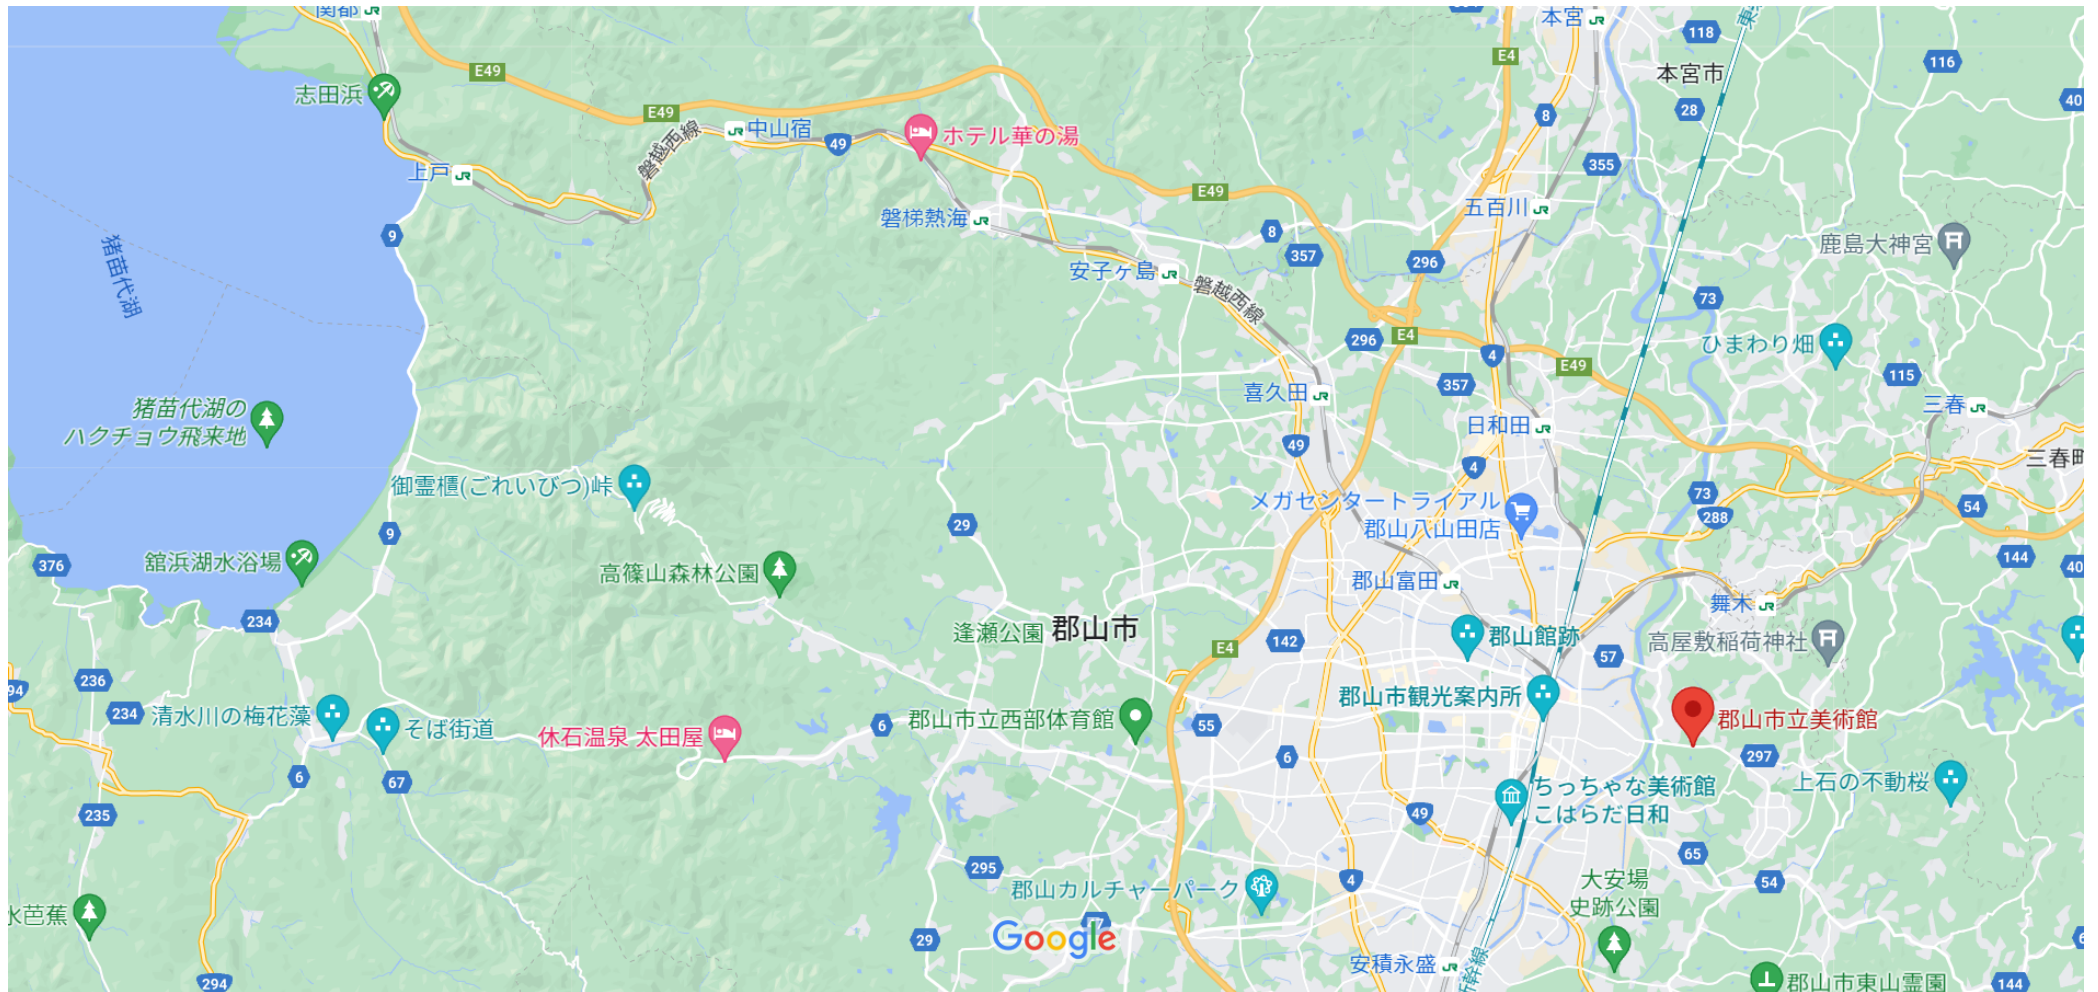 関都
本宮
118
東
E49
E4
116
本宮市
志田浜
40
E49
磐越西線
中山宿
49
ホテル華の湯
8
28
上戸
355
E49
磐梯熱海
五百川
9
8
鹿島大神宮
猪苗代湖
安子ヶ島
357
296
磐越西線
73
296
E4
ひまわり畑
4
E49
357
115
喜久田
猪苗代湖の
ハクチョウ飛来地
三春
日和田
49
三春町
4
御霊櫃(ごれいびつ)峠
メガセンタートライアル
郡山八山田店
73
54
288
29
9
376
舘浜湖水浴場
高篠山森林公園
郡山富田
144
40
舞木
234
逢瀬公園
郡山市
142
郡山館跡
高屋敷稲荷神社
E4
57
236
94
郡山市観光案内所
234
清水川の梅花藻
そば街道
郡山市立西部体育館
郡山市立美術館
休石温泉 太田屋
6
55
6
297
6
67
ちっちゃな美術館
こはらだ日和
上石の不動桜
235
49
65
295
郡山カルチャーパーク
4
大安場
史跡公園
54
水芭蕉
47
Google
29
安積永盛
新幹線
294
郡山市東山霊園
144
6